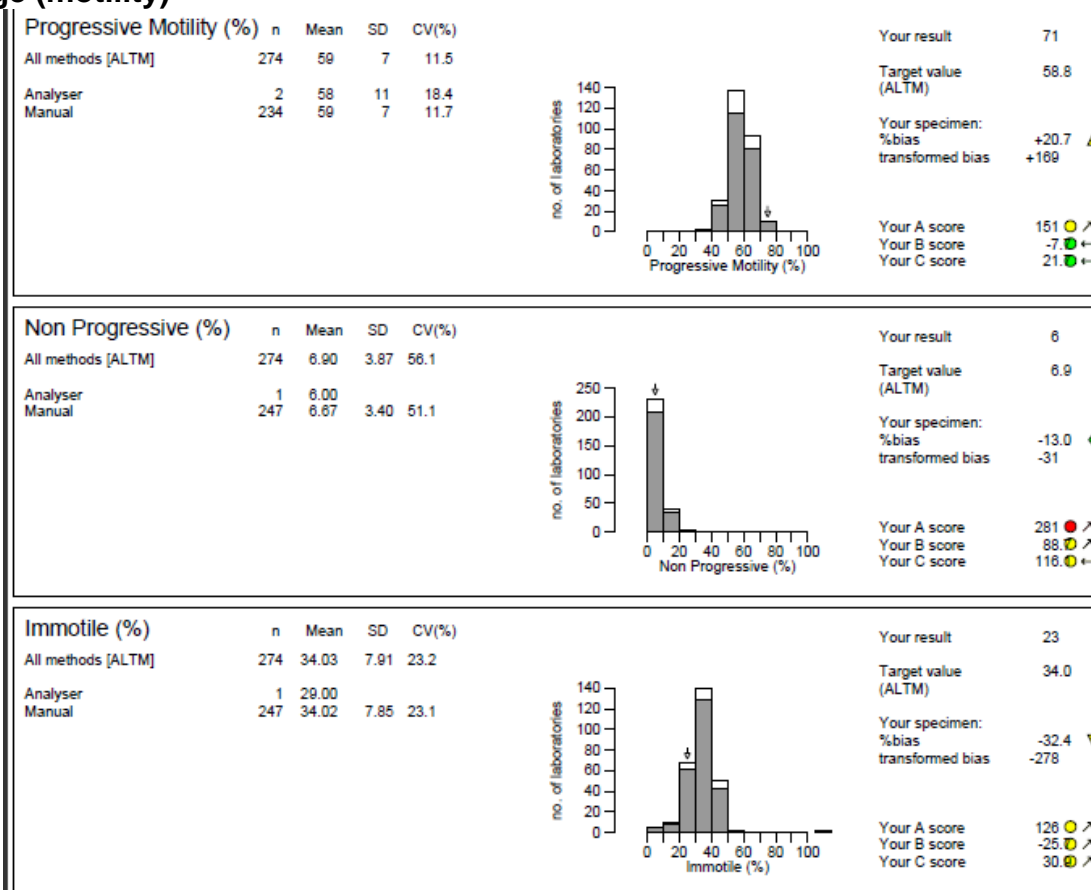 ge (motility)
Progressive Motility (%) n Mean SD CV(%)
All methods [ALTM] 274 59 7 11.5
Analyser 2 58 11 18.4
Manual 234 59 7 11.7
no. of laboratories
140
120
100
80
60
40
20
0
0 20 40 60 80 100
Progressive Motility (%)
Your result 71
Target value 58.8
(ALTM)
Your specimen:
%bias +20.7
transformed bias +169
Your A score 151
Your B score -7.
Your C score 21.
Non Progressive (%) n Mean SD CV(%)
All methods [ALTM] 274 6.90 3.87 56.1
Analyser 1 6.00
Manual 247 6.67 3.40 51.1
no. of laboratories
250
200
150
100
50
0
0 20 40 60 80 100
Non Progressive (%)
Your result 6
Target value 6.9
(ALTM)
Your specimen:
%bias -13.0
transformed bias -31
Your A score 281
Your B score 88.
Your C score 116.
Immotile (%) n Mean SD CV(%)
All methods [ALTM] 274 34.03 7.91 23.2
Analyser 1 29.00
Manual 247 34.02 7.85 23.1
no. of laboratories
140
120
100
80
60
40
20
0
0 20 40 60 80 100
Immotile (%)
Your result 23
Target value 34.0
(ALTM)
Your specimen:
%bias -32.4
transformed bias -278
Your A score 126
Your B score -25.
Your C score 30.